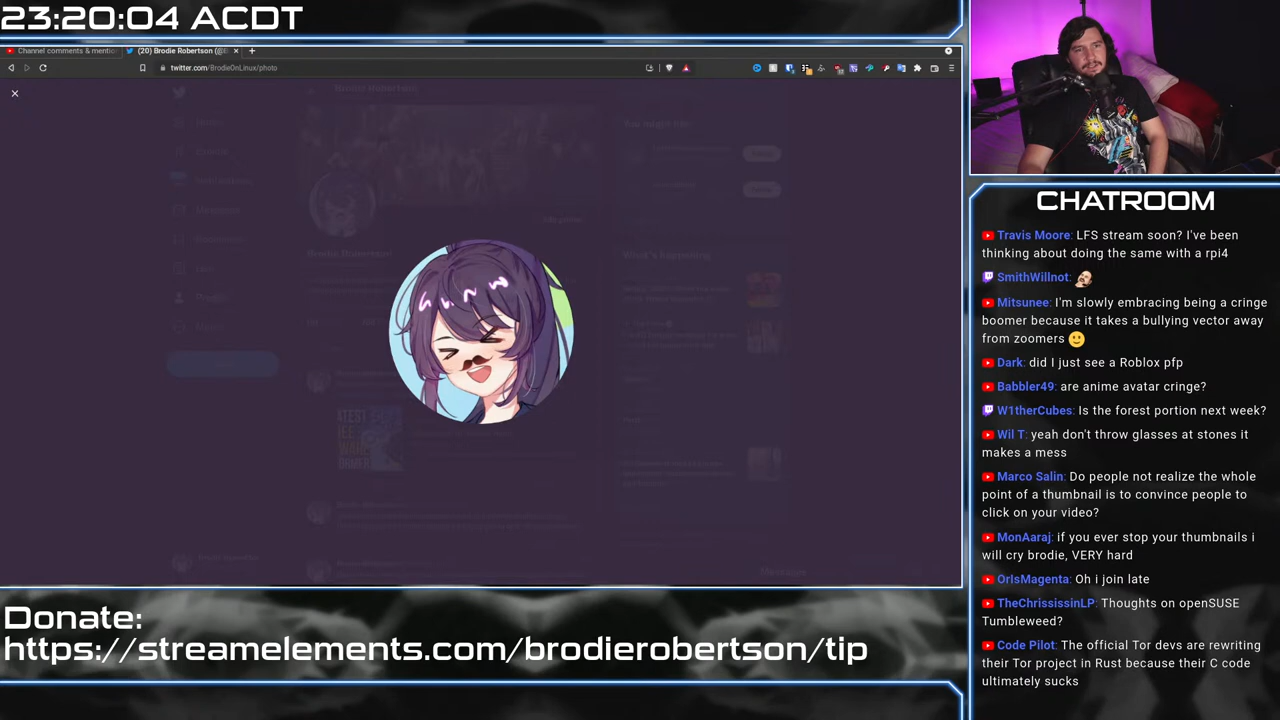 23:20:04 ACDT
Channel comments & mentio
(20) Brodie Robertson (@B
twitter.com/BrodieOnLinux/photo
Donate:
https://streamelements.com/brodierobertson/tip
CHATROOM
Travis Moore: LFS stream soon? I've been
thinking about doing the same with a rpi4
SmithWillnot:
Mitsunee: I'm slowly embracing being a cringe
boomer because it takes a bullying vector away
from zoomers
Dark: did I just see a Roblox pfp
Babbler49: are anime avatar cringe?
W1therCubes: Is the forest portion next week?
Wil T: yeah don't throw glasses at stones it
makes a mess
Marco Salin: Do people not realize the whole
point of a thumbnail is to convince people to
click on your video?
MonAaraj: if you ever stop your thumbnails i
will cry brodie, VERY hard
OrIsMagenta: Oh i join late
TheChrississinLP: Thoughts on openSUSE
Tumbleweed?
Code Pilot: The official Tor devs are rewriting
their Tor project in Rust because their C code
ultimately sucks